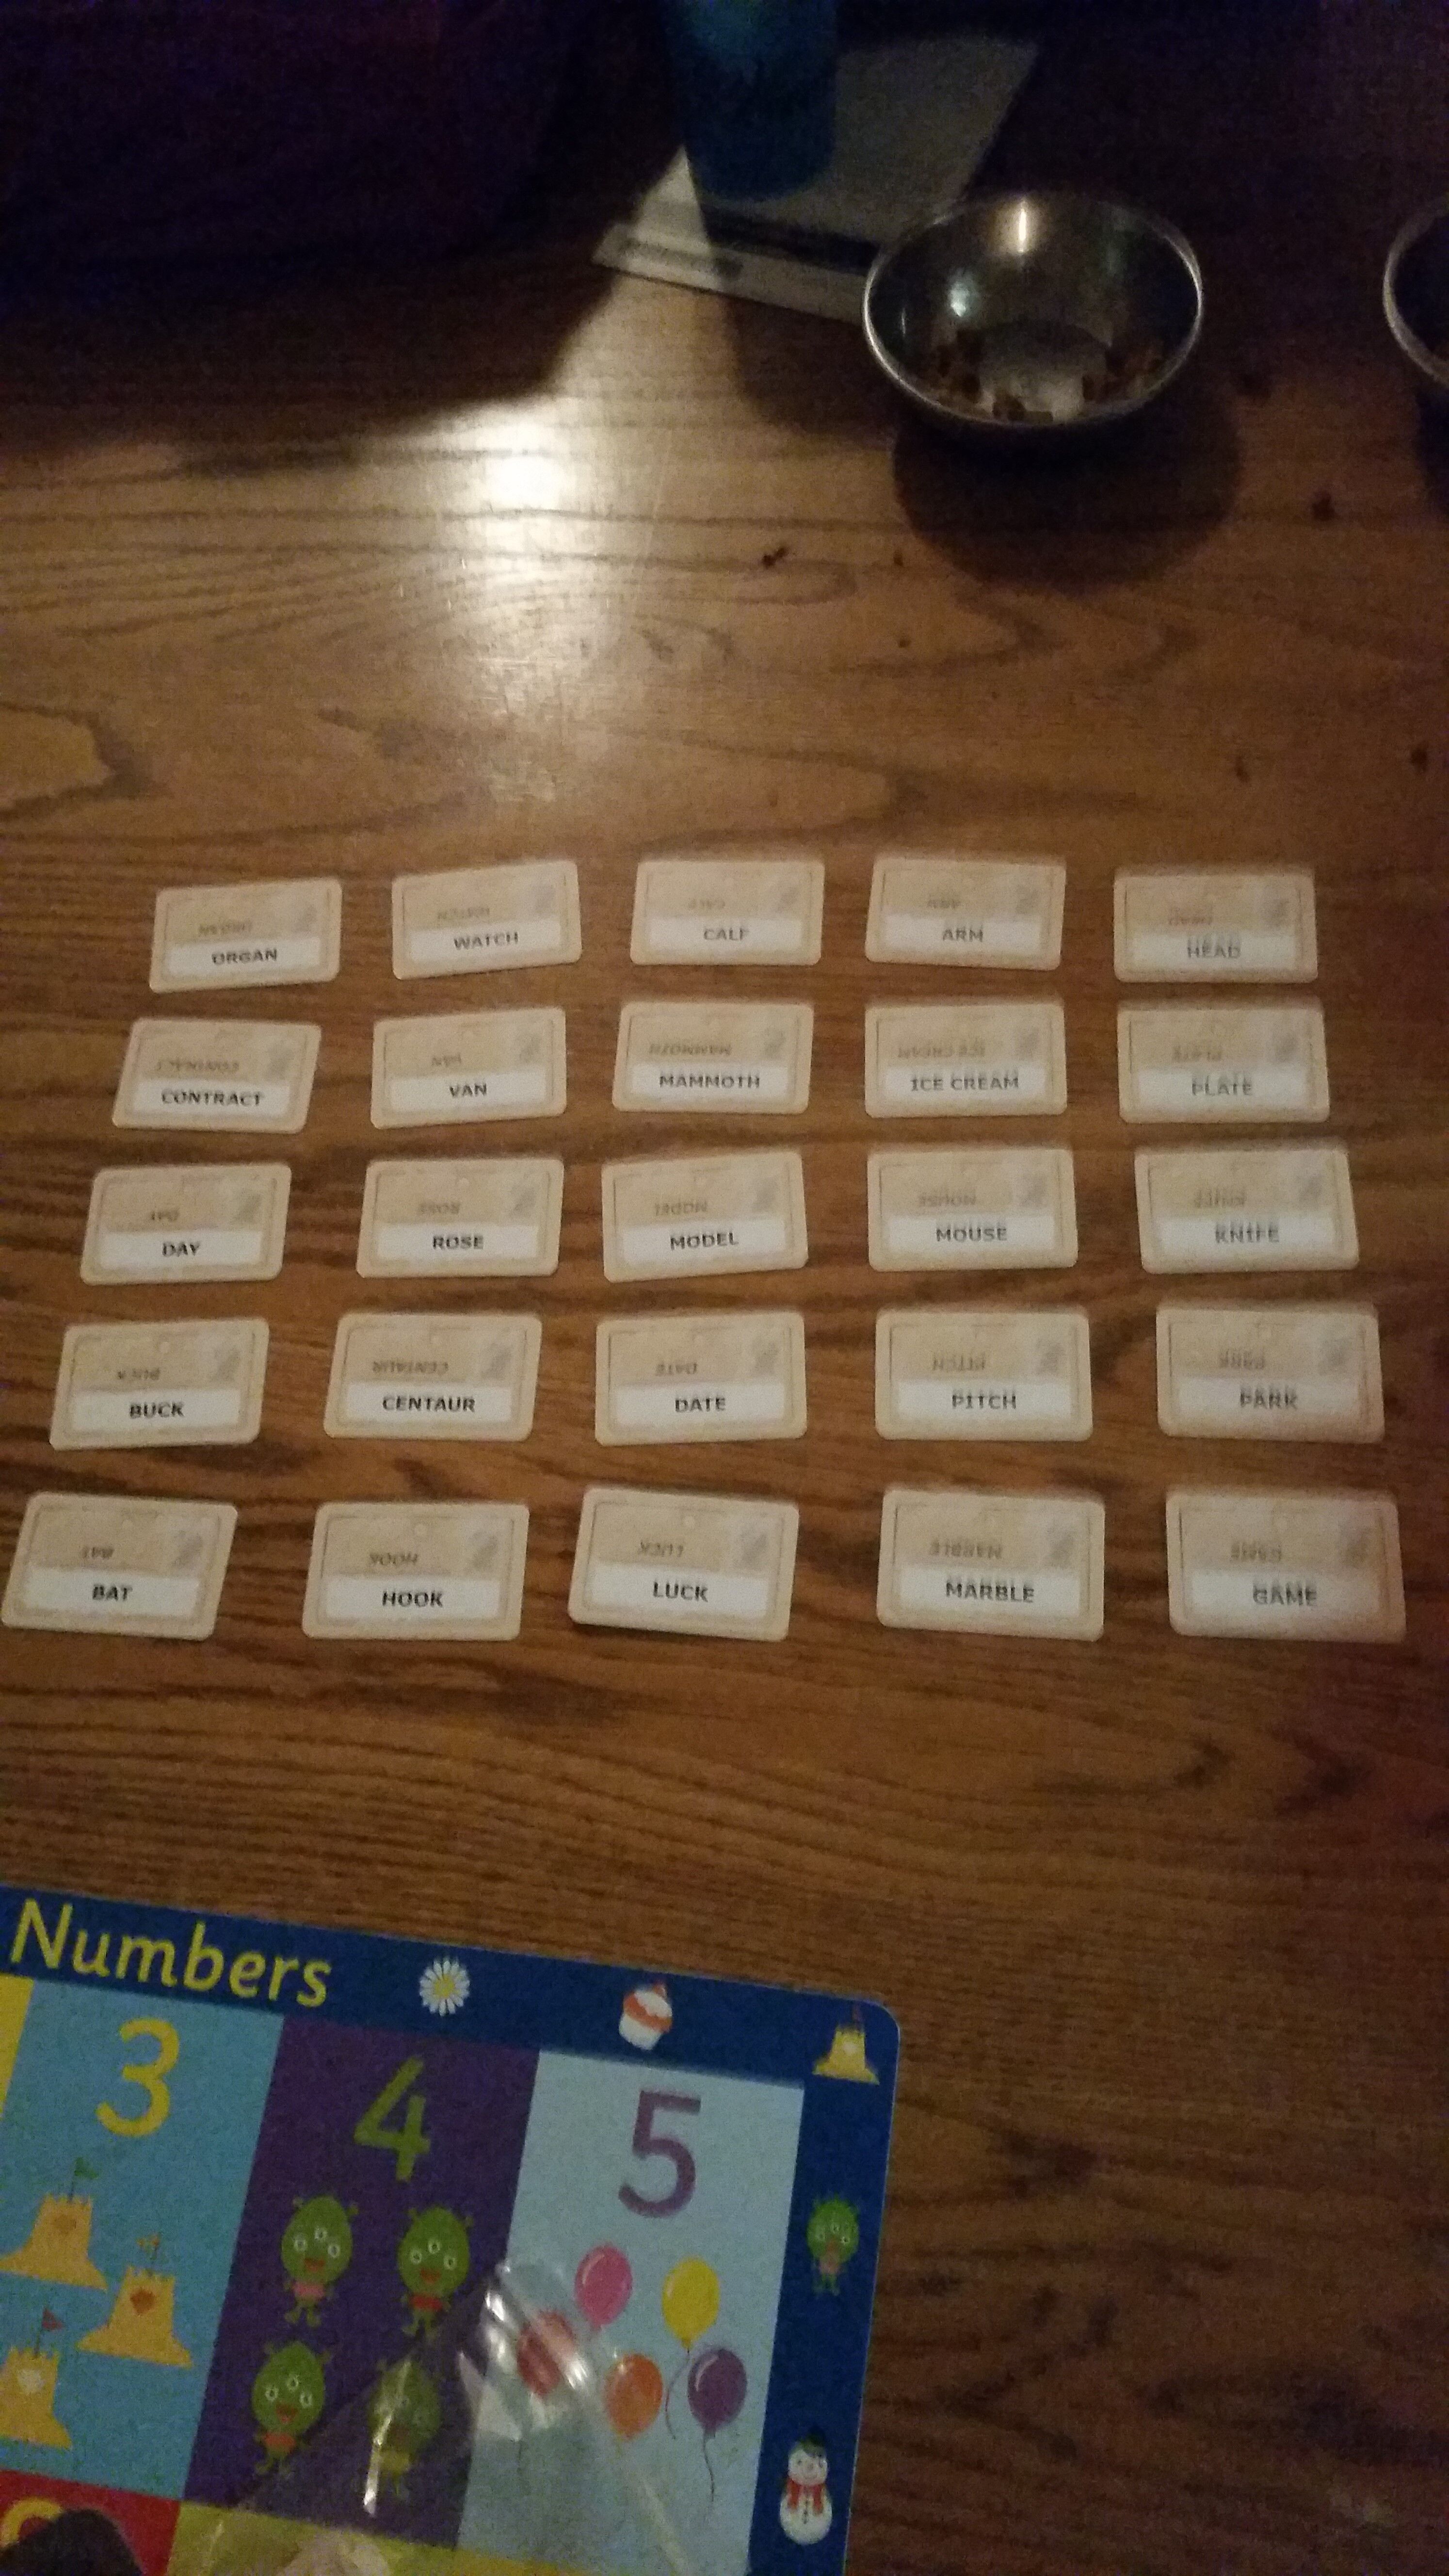 ORGAN WATCH CALF ARM HEAD
CONTRACT VAN MAMMOTH ICE CREAM PLATE
DAY ROSE MODEL MOUSE KNIFE
BUCK CENTAUR DATE PITCH PARK
BAT HOOK LUCK MARBLE GAME
Numbers
3 4 5